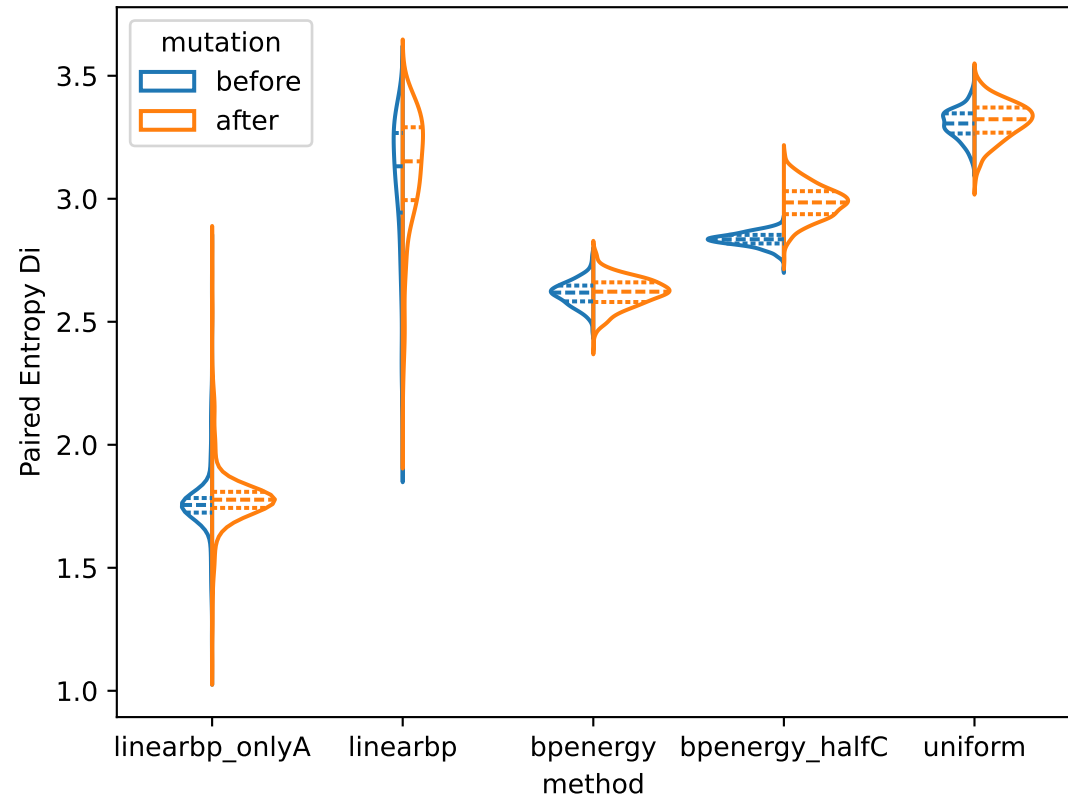 mutation
before
after
Paired Entropy Di
3.5
3.0
2.5
2.0
1.5
1.0
linearbp_onlyA linearbp bpenergy bpenergy_halfC uniform
method